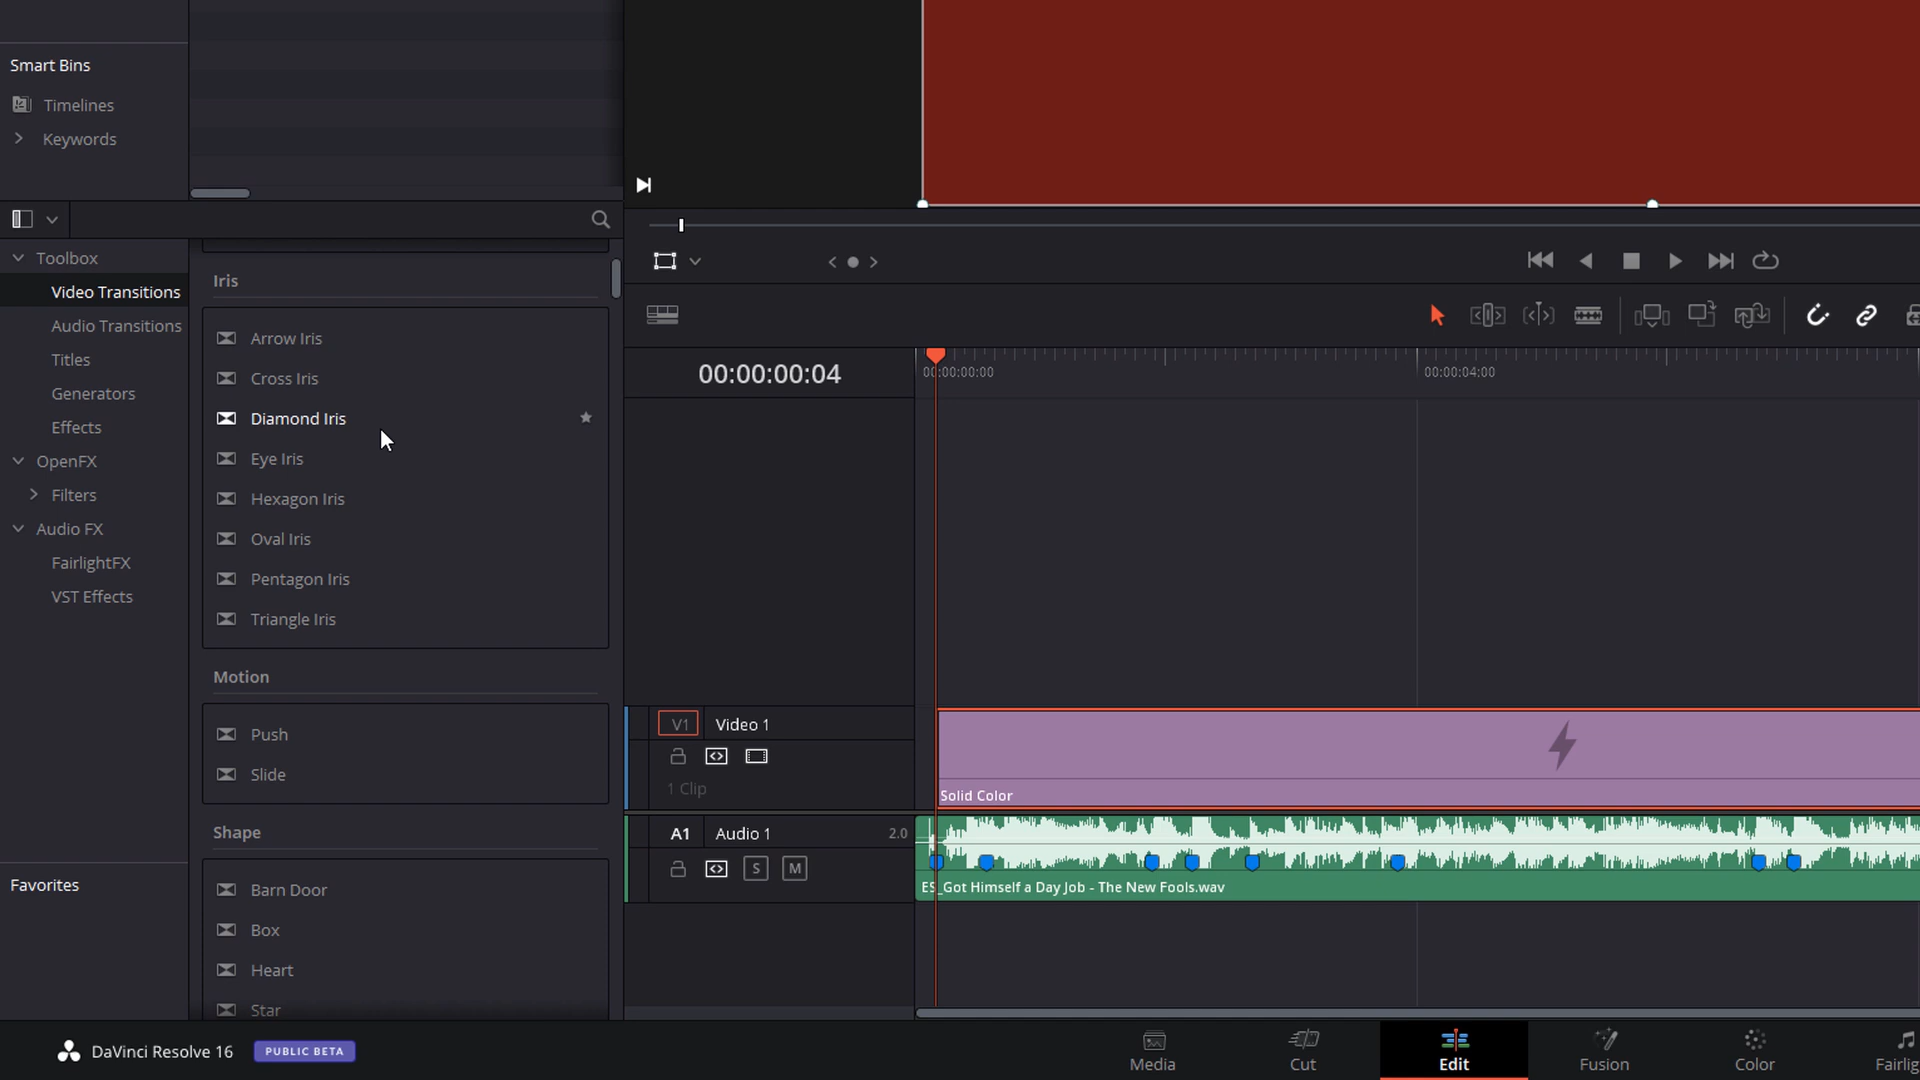 Smart Bins
Timelines
Keywords
Toolbox
Video Transitions
Audio Transitions
Titles
Generators
Effects
OpenFX
Filters
Audio FX
FairlightFX
VST Effects
Favorites
Iris
Arrow Iris
Cross Iris
Diamond Iris
Eye Iris
Hexagon Iris
Oval Iris
Pentagon Iris
Triangle Iris
Motion
Push
Slide
Shape
Barn Door
Box
Heart
Star
00:00:00:04
00:00:00:00
00:00:04:00
V1 Video 1
1 Clip
Solid Color
A1 Audio 1 2.0
S M
ES_Got Himself a Day Job - The New Fools.wav
DaVinci Resolve 16 PUBLIC BETA
Media
Cut
Edit
Fusion
Color
Fairlig